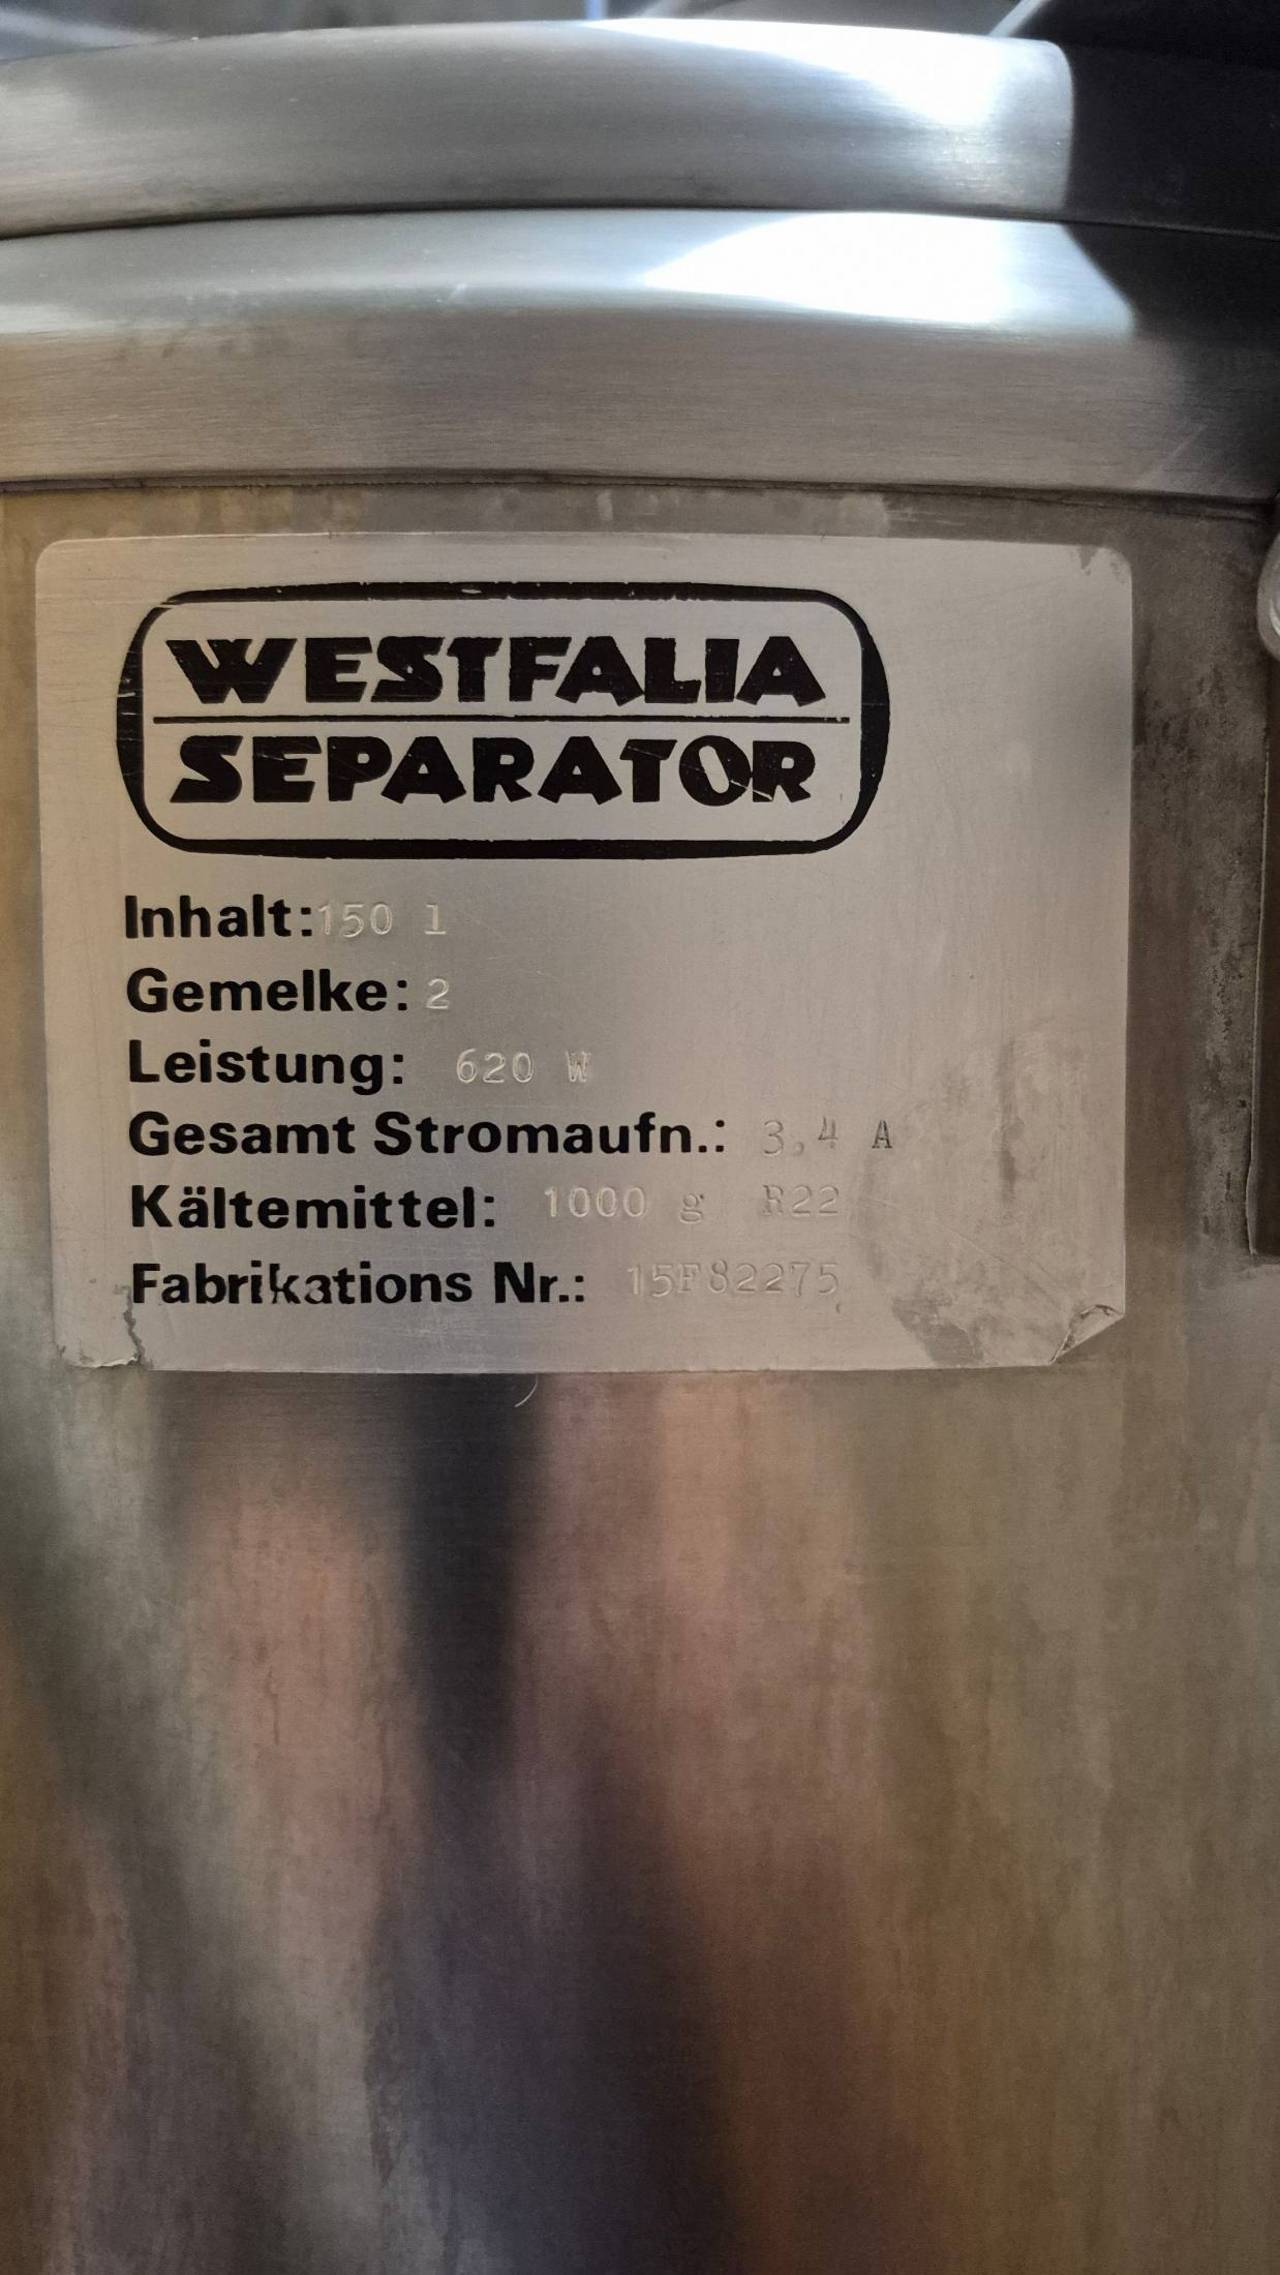 WESTFALIA
SEPARATOR
Inhalt: 150 l
Gemelke: 2
Leistung: 620 W
Gesamt Stromaufn.: 3,4 A
Kältemittel: 1000 g R22
Fabrikations Nr.: 15F82275